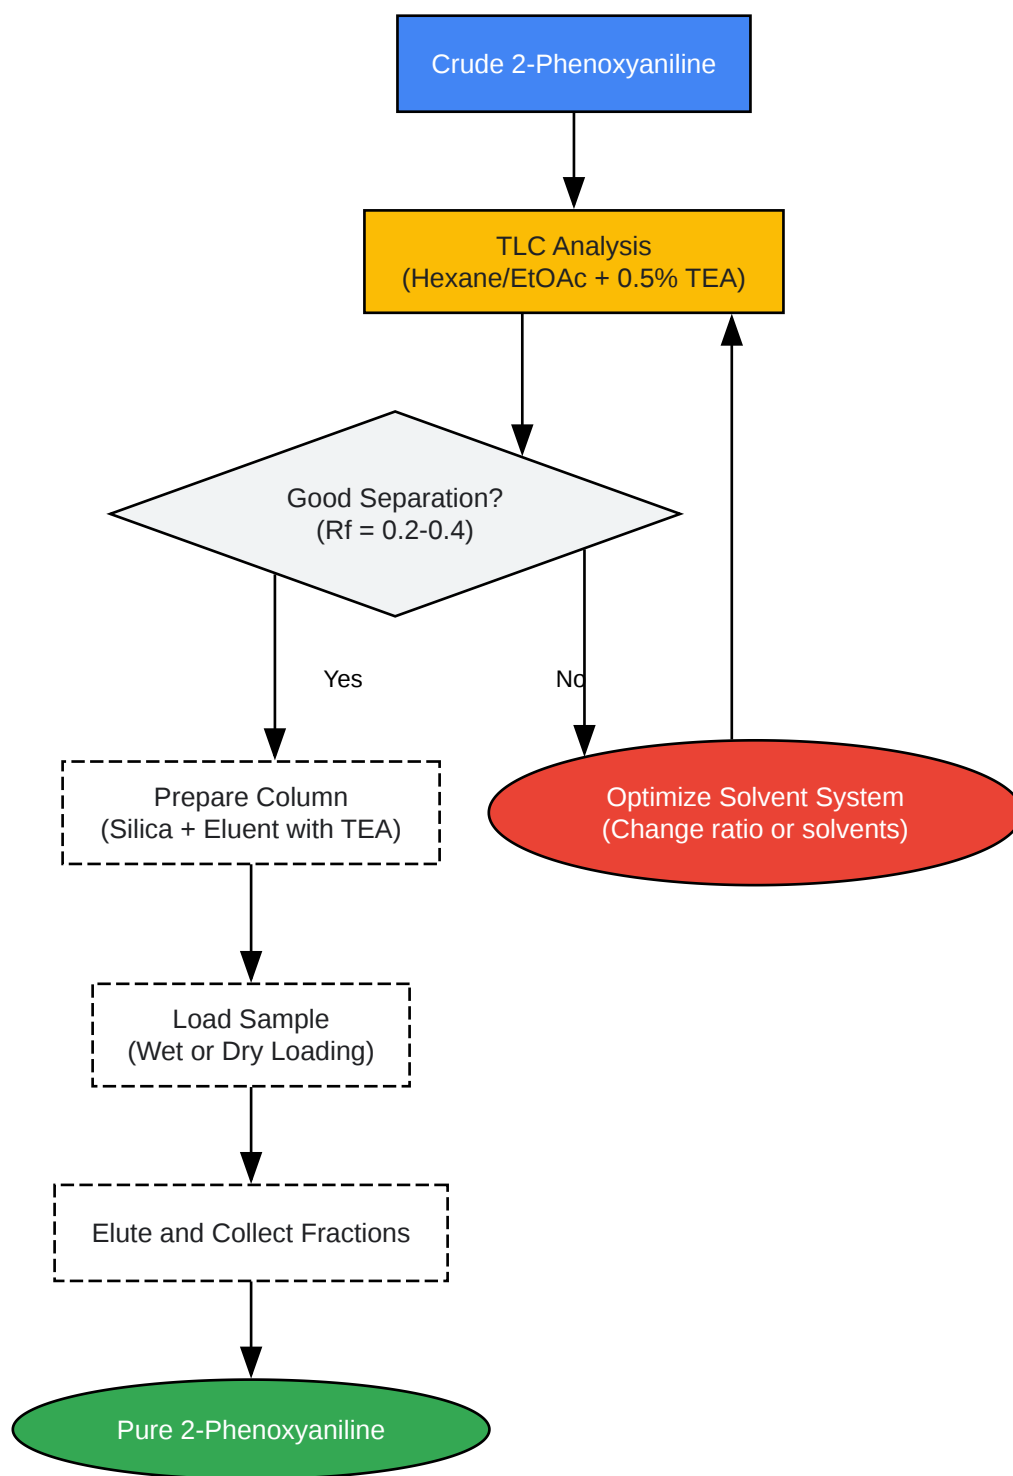 Crude 2-Phenoxyaniline
TLC Analysis
(Hexane/EtOAc + 0.5% TEA)
Good Separation?
(Rf = 0.2-0.4)
Yes
No
Prepare Column
(Silica + Eluent with TEA)
Optimize Solvent System
(Change ratio or solvents)
Load Sample
(Wet or Dry Loading)
Elute and Collect Fractions
Pure 2-Phenoxyaniline